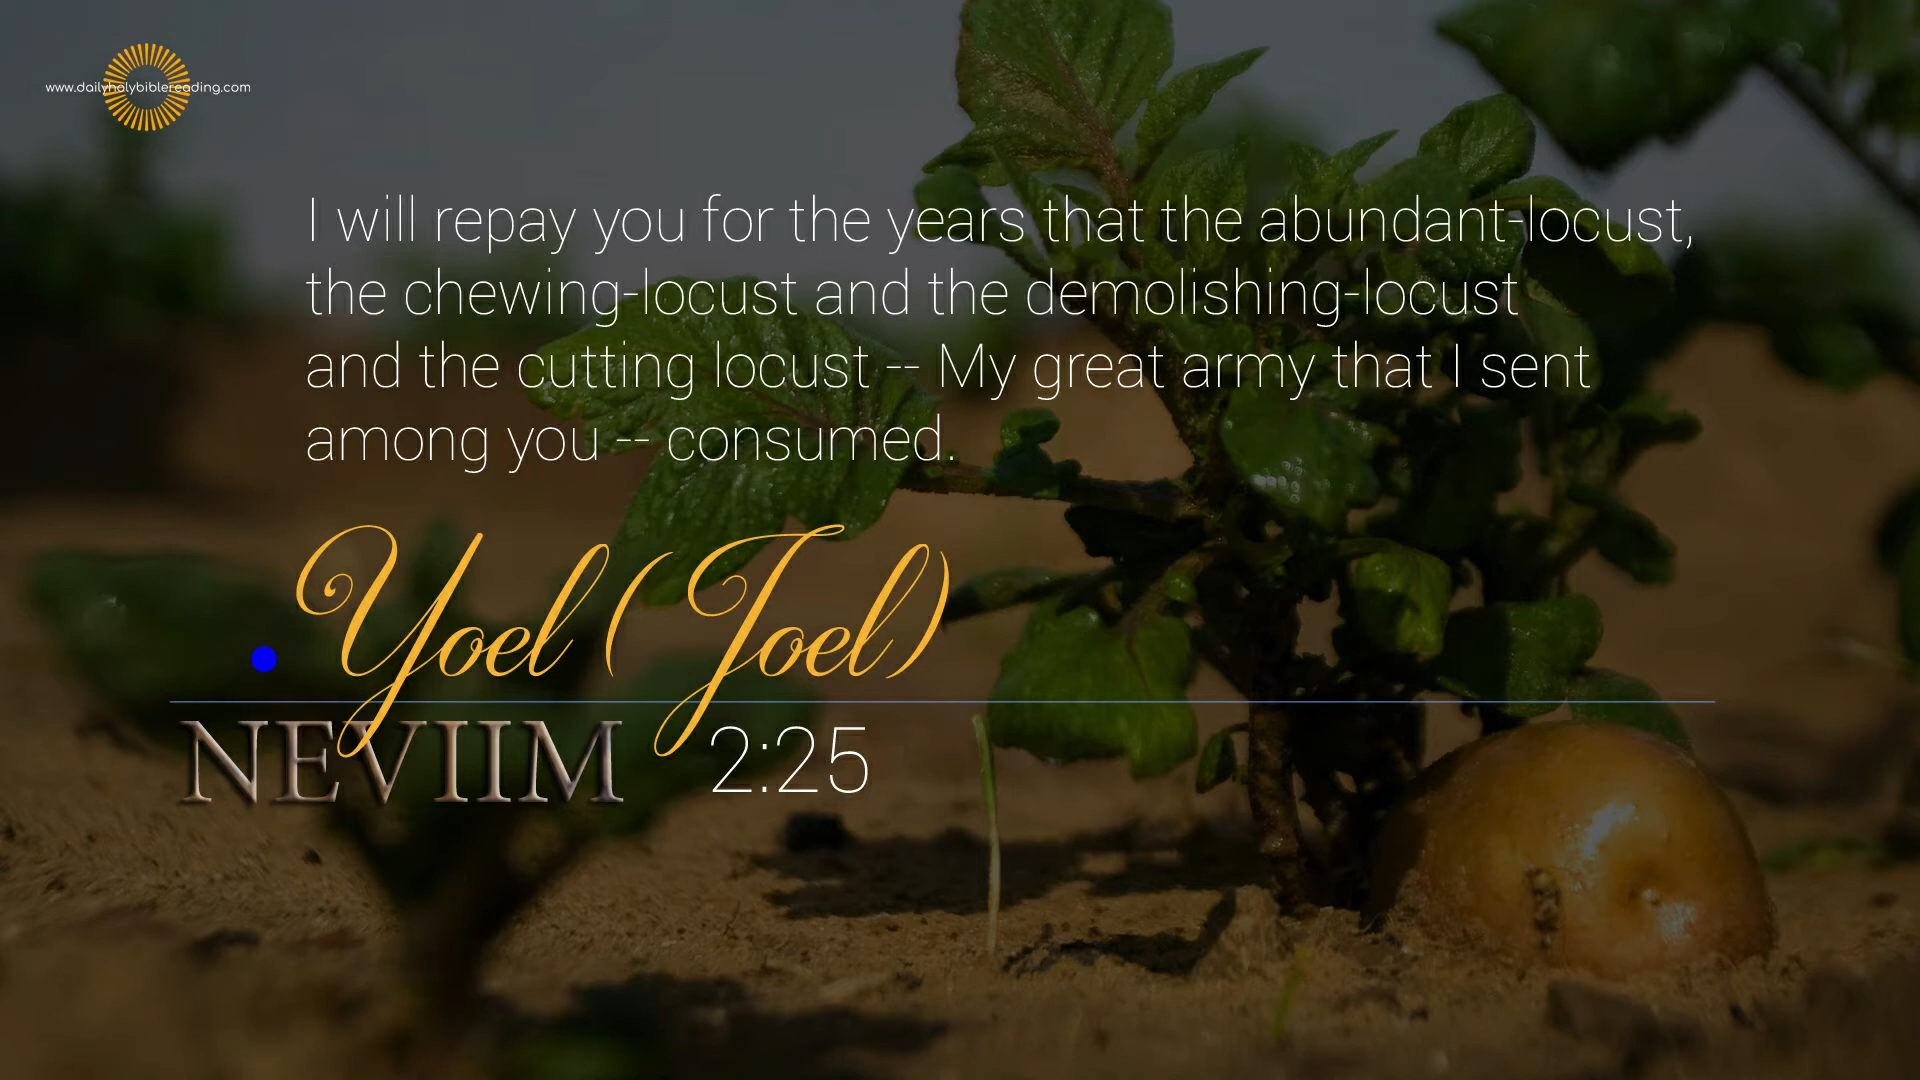 www.dailyholybiblereading.com
I will repay you for the years that the abundant-locust,
the chewing-locust and the demolishing-locust
and the cutting locust -- My great army that I sent
among you -- consumed.
Yoel (Joel)
NEVIIM 2:25